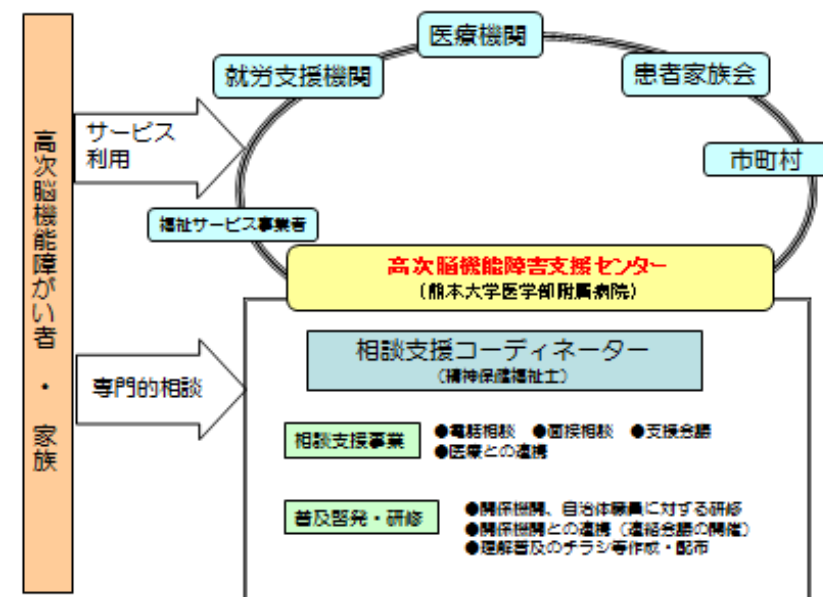 医療機関
就労支援機関
患者家族会
市町村
福祉サービス事業者
高次脳機能障がい者・家族
サービス
利用
高次脳機能障害支援センター
(熊本大学医学部附属病院)
相談支援コーディネーター
(精神保健福祉士)
専門的相談
相談支援事業
●電話相談 ●面接相談 ●支援会議
●医療との連携
普及啓発・研修
●関係機関、自治体職員に対する研修
●関係機関との連携(連絡会議の開催)
●理解普及のチラシ等作成・配布